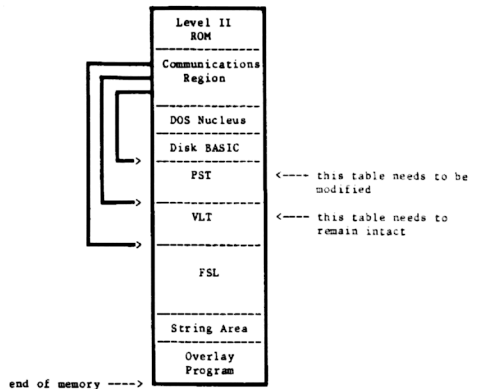 Level II
ROM
Communications
Region
DOS Nucleus
Disk BASIC
PST
<---- this table needs to be
modified
VLT
<---- this table needs to
remain intact
FSL
String Area
Overlay
Program
end of memory ---->